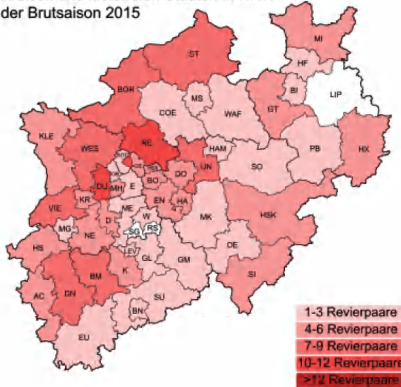 der Brutsaison 2015
MI
ST
HF
BI
LIP
BOR
MS
COE
WAF
GT
KLE
WES
RE
HAM
PB
HX
UN
SO
DU
MH
E
BO
DO
VIE
KR
EN
HA
ME
MK
HSK
D
W
MG
NE
SG
RS
OE
HS
LEV
GL
GM
BM
K
SI
AC
DN
SU
BN
EU
1-3 Revierpaare
4-6 Revierpaare
7-9 Revierpaare
10-12 Revierpaare
>12 Revierpaare